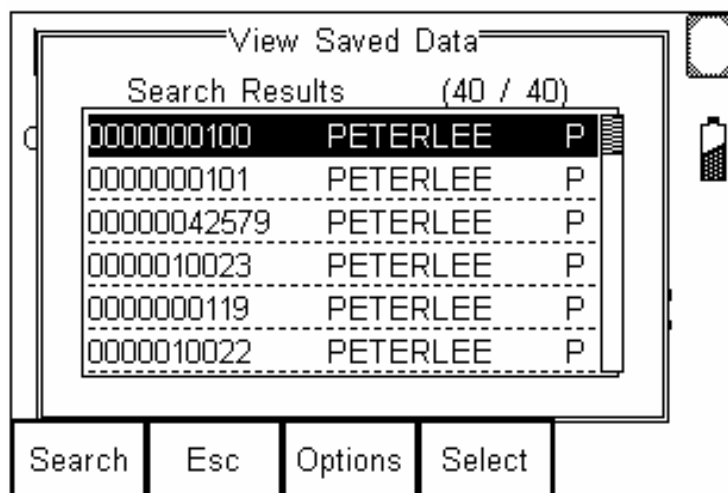 View Saved Data
Search Results (40 / 40)
0000000100 PETERLEE P
0000000101 PETERLEE P
00000042579 PETERLEE P
0000010023 PETERLEE P
0000000119 PETERLEE P
0000010022 PETERLEE P
Search Esc Options Select